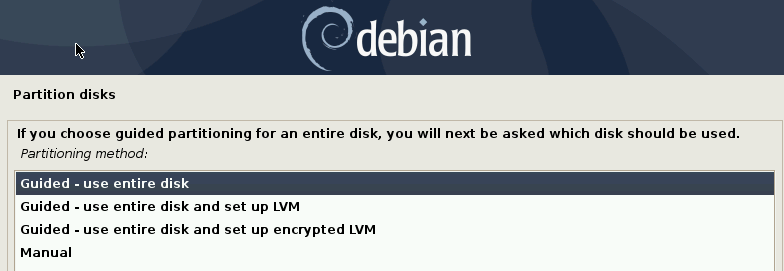 debian
Partition disks
If you choose guided partitioning for an entire disk, you will next be asked which disk should be used.
Partitioning method:
Guided - use entire disk
Guided - use entire disk and set up LVM
Guided - use entire disk and set up encrypted LVM
Manual